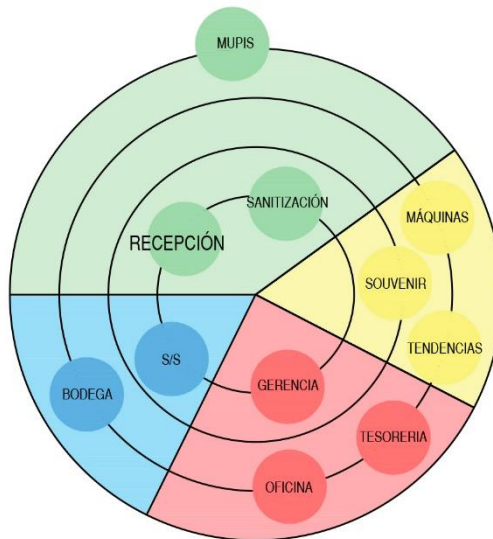 MUPIS
SANITIZACIÓN
MÁQUINAS
RECEPCIÓN
SOUVENIR
TENDENCIAS
S/S
GERENCIA
BODEGA
TESORERIA
OFICINA